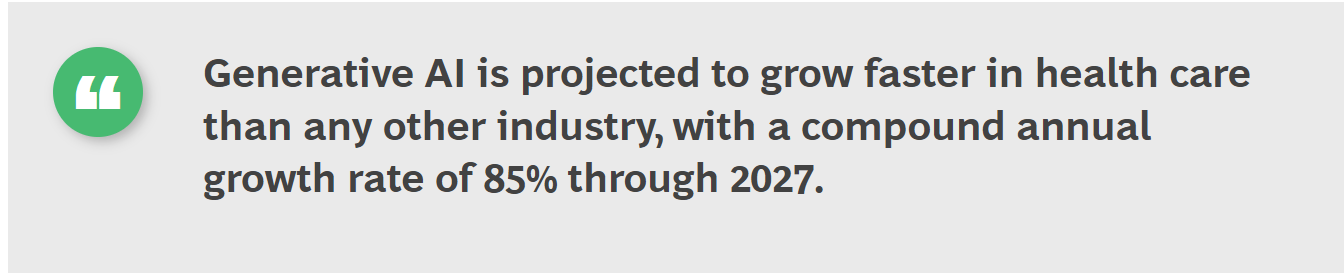 Generative AI is projected to grow faster in health care
than any other industry, with a compound annual
growth rate of 85% through 2027.